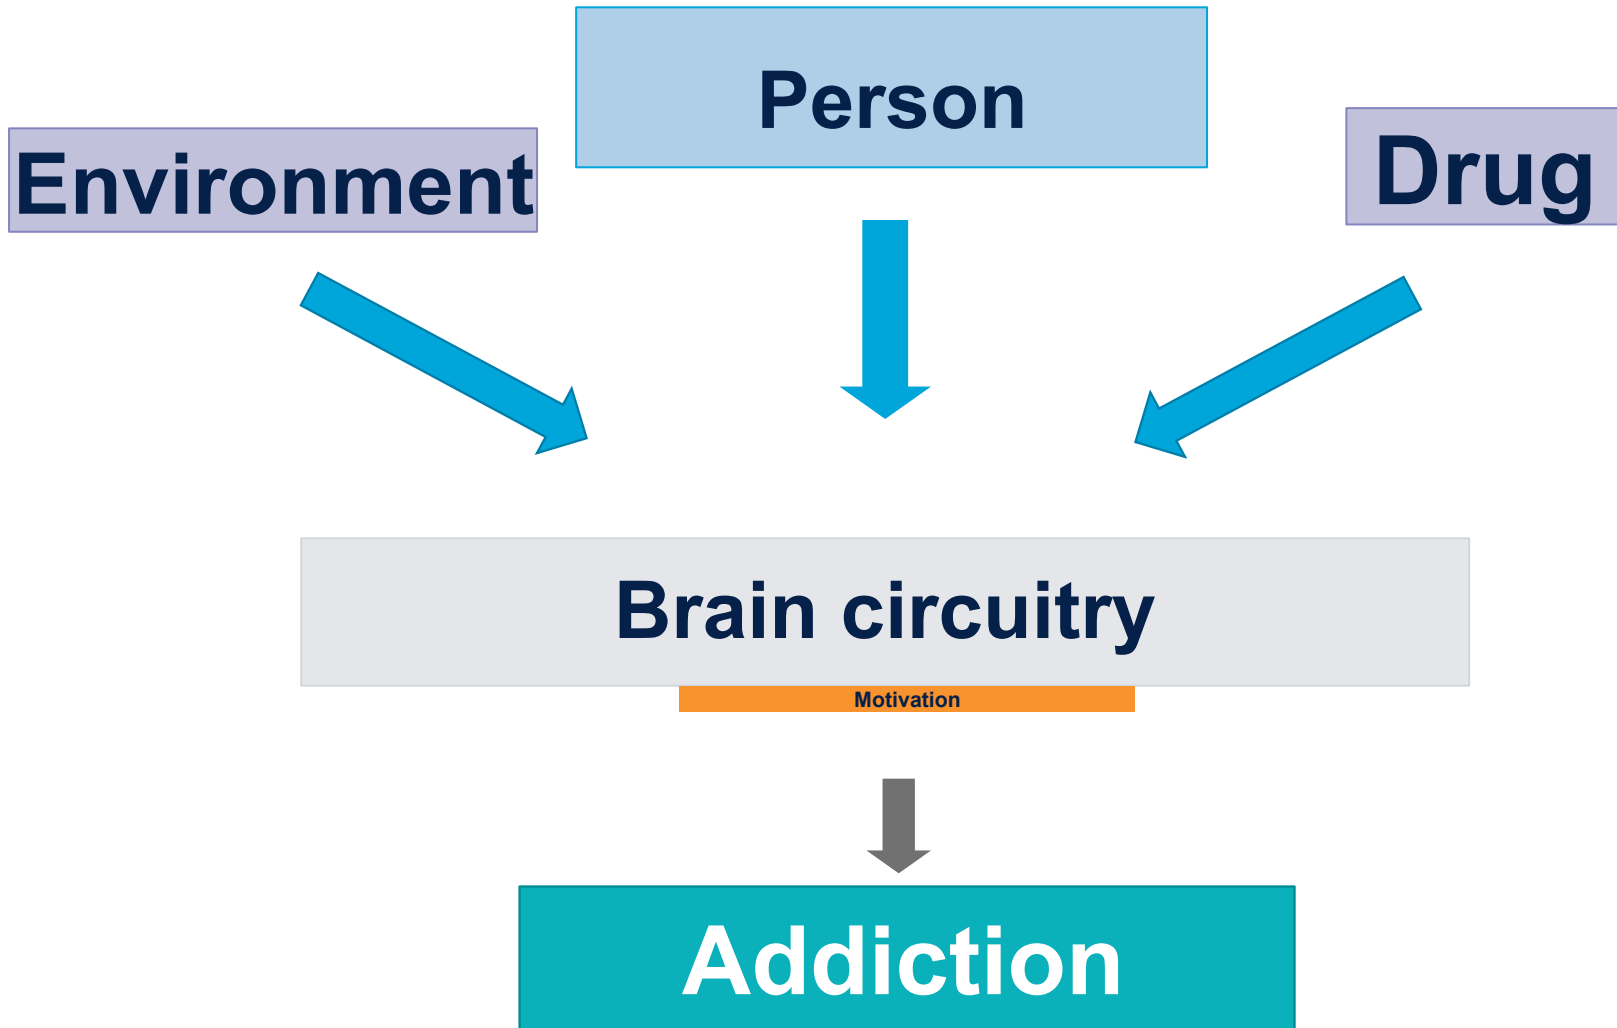 Person
Environment
Drug
Brain circuitry
Motivation
Addiction